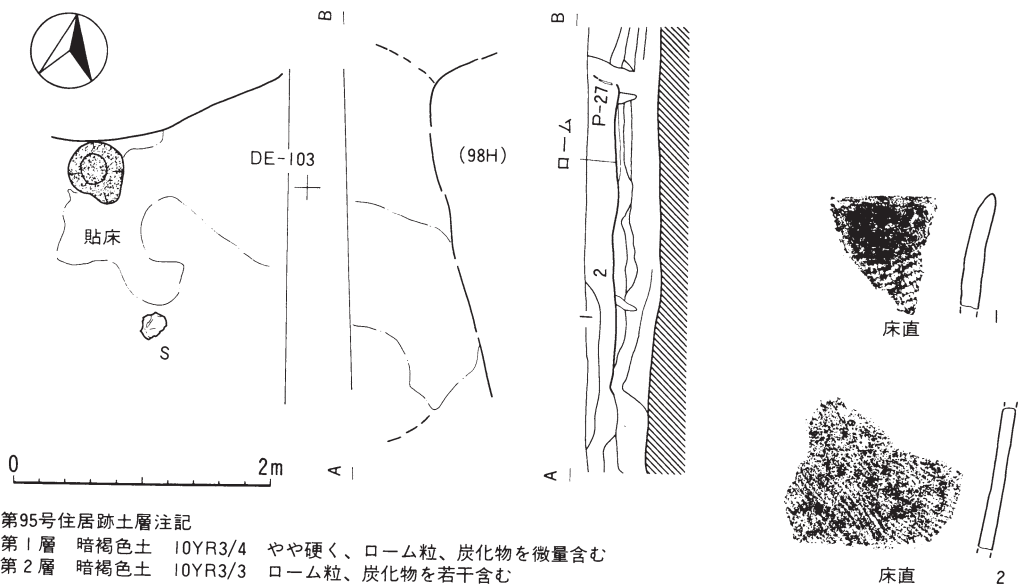 B
B
DE-103
(98H)
P-27
ローム
貼床
2
1
S
床直
1
0
2m
A
A
床直
2
第95号住居跡土層注記
第1層 暗褐色土 10YR3/4 やや硬く、ローム粒、炭化物を微量含む
第2層 暗褐色土 10YR3/3 ローム粒、炭化物を若干含む